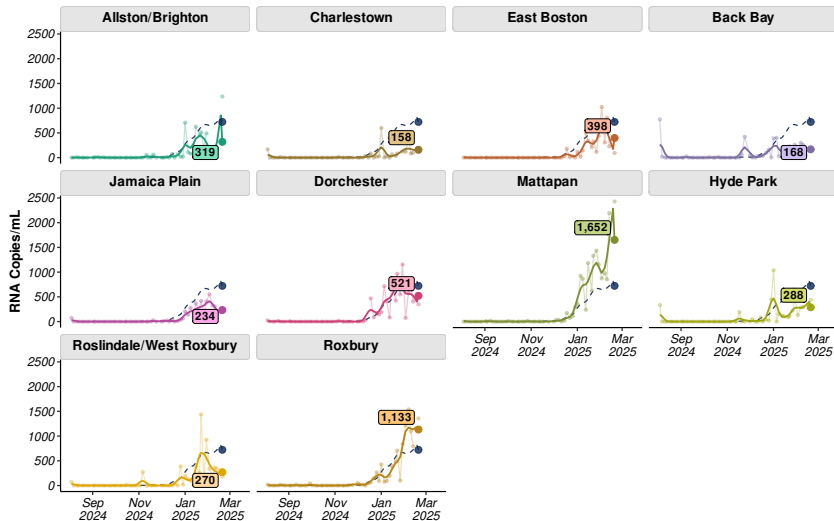 Allston/Brighton
Charlestown
East Boston
Back Bay
2500
2000
1500
1000
500
0
319
158
398
168
Jamaica Plain
Dorchester
Mattapan
Hyde Park
RNA Copies/mL
2500
2000
1500
1000
500
0
234
521
1,652
288
Sep
2024
Jan
2025
Mar
2025
Sep
2024
Nov
2024
Jan
2025
Mar
2025
Roslindale/West Roxbury
Roxbury
2500
2000
1500
1000
500
0
270
1,133
Sep
2024
Nov
2024
Jan
2025
Mar
2025
Sep
2024
Nov
2024
Jan
2025
Mar
2025